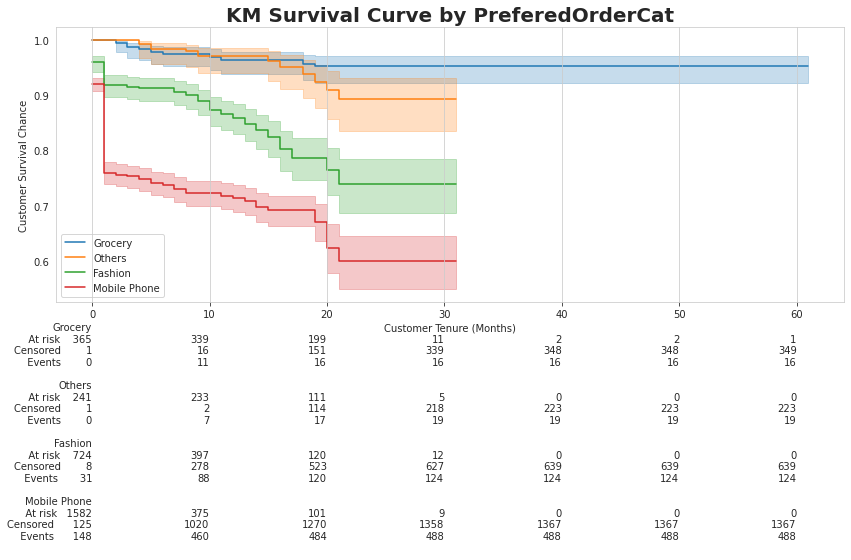 KM Survival Curve by PreferedOrderCat
Customer Survival Chance
1.0
0.9
0.8
0.7
0.6
Grocery
Others
Fashion
Mobile Phone
0 10 20 30 40 50 60
Customer Tenure (Months)
Grocery
At risk 365 339 199 11 2 2 1
Censored 1 16 151 339 348 348 349
Events 0 11 16 16 16 16 16
Others
At risk 241 233 111 5 0 0 0
Censored 1 2 114 218 223 223 223
Events 0 7 17 19 19 19 19
Fashion
At risk 724 397 120 12 0 0 0
Censored 8 278 523 627 639 639 639
Events 31 88 120 124 124 124 124
Mobile Phone
At risk 1582 375 101 9 0 0 0
Censored 125 1020 1270 1358 1367 1367 1367
Events 148 460 484 488 488 488 488